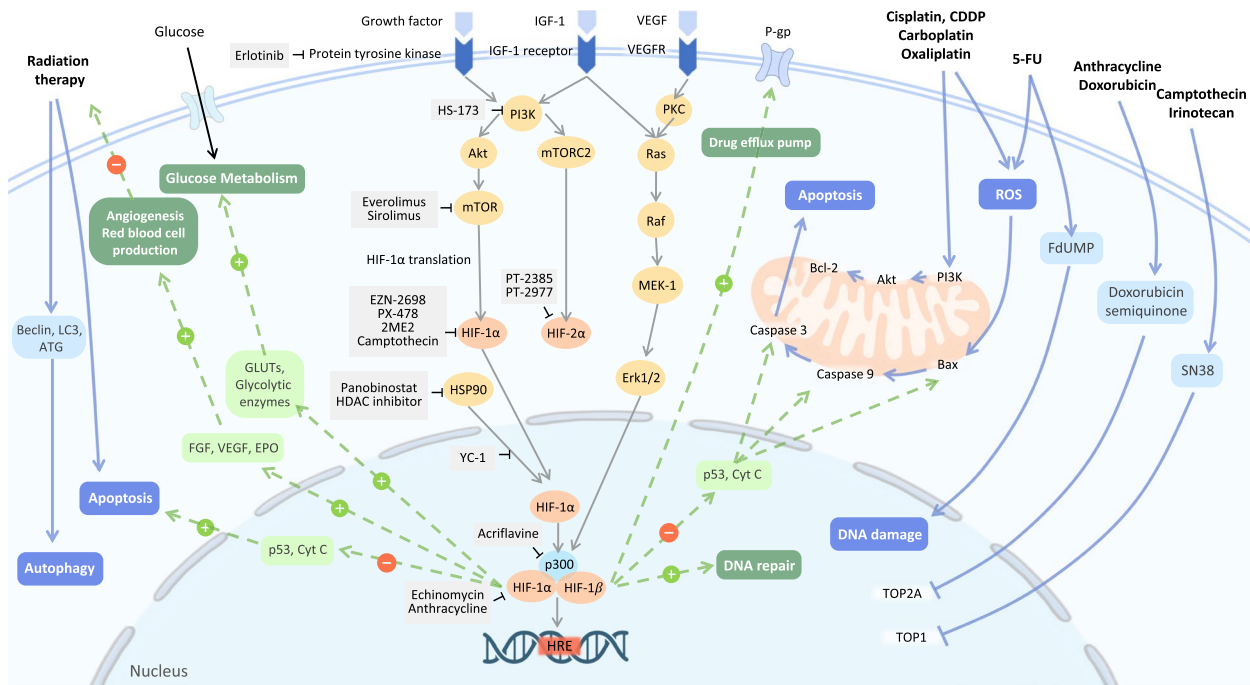 Growth factor
IGF-1
VEGF
Cisplatin, CDDP
Carboplatin
Oxaliplatin
P-gp
Glucose
Erlotinib
Protein tyrosine kinase
IGF-1 receptor
VEGFR
5-FU
Radiation
therapy
Anthracycline
Doxorubicin
Camptothecin
Irinotecan
HS-173
PI3K
PKC
Drug efflux pump
Akt
mTORC2
Ras
Glucose Metabolism
Apoptosis
ROS
Everolimus
Sirolimus
mTOR
Raf
Angiogenesis
Red blood cell
production
FdUMP
HIF-1α translation
Bcl-2
Akt
PI3K
PT-2385
PT-2977
MEK-1
Doxorubicin
semiquinone
EZN-2698
PX-478
2ME2
Camptothecin
HIF-1α
HIF-2α
Caspase 3
Beclin, LC3,
ATG
Caspase 9
Bax
SN38
GLUTs,
Glycolytic
enzymes
Panobinostat
HDAC inhibitor
HSP90
Erk1/2
FGF, VEGF, EPO
YC-1
p53, Cyt C
Apoptosis
HIF-1α
Acriflavine
DNA damage
p53, Cyt C
p300
Autophagy
DNA repair
HIF-1α
HIF-1β
Echinomycin
Anthracycline
TOP2A
TOP1
HRE
Nucleus